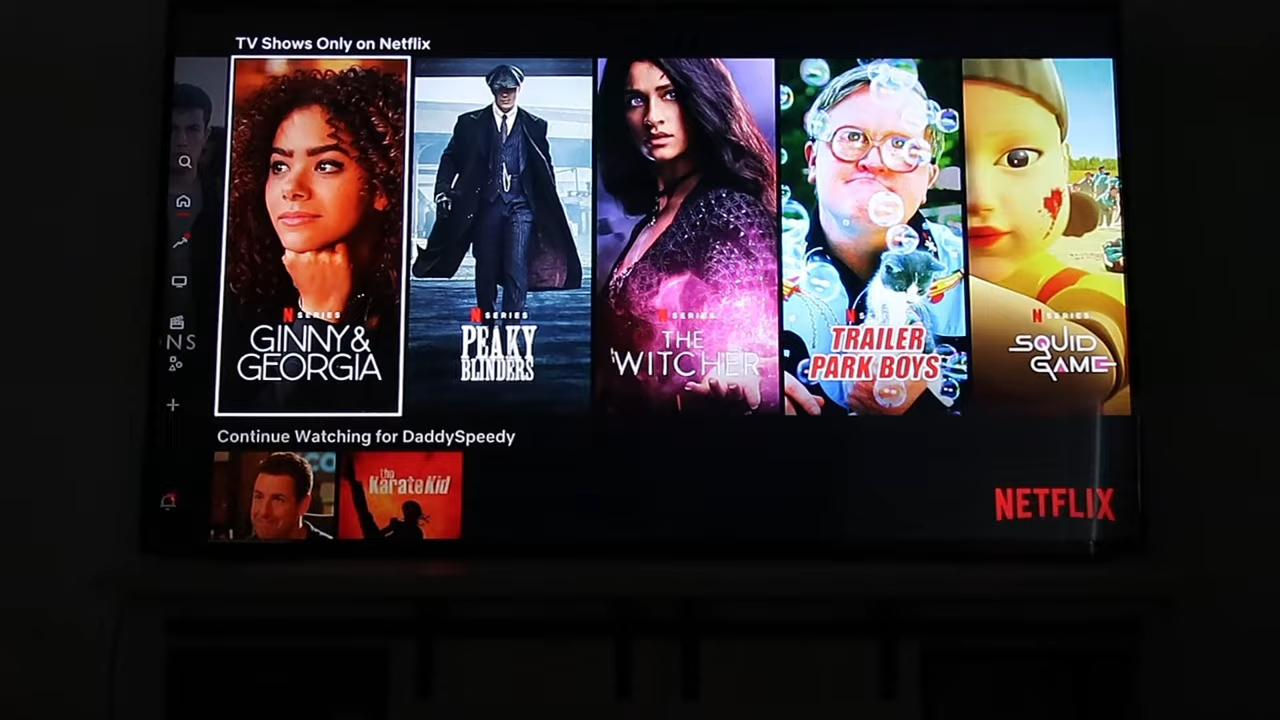 TV Shows Only on Netflix
N SERIES
GINNY &
GEORGIA
N SERIES
PEAKY
BLINDERS
N SERIES
THE
WITCHER
N SERIES
TRAILER
PARK BOYS
N SERIES
SQUID
GAME
NS
Continue Watching for DaddySpeedy
the
Karate Kid
NETFLIX